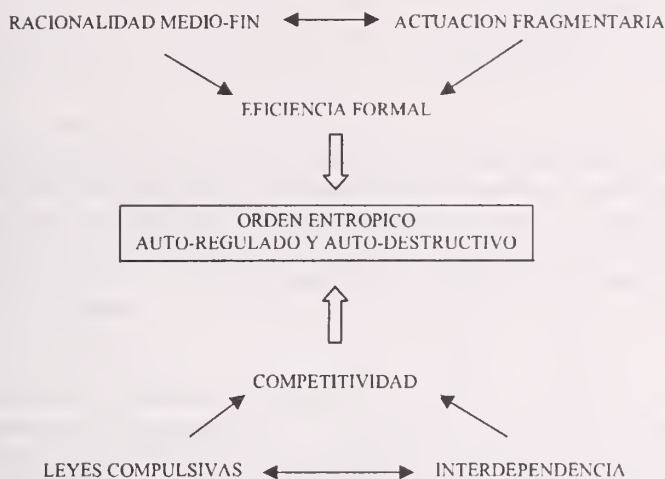 RACIONALIDAD MEDIO-FIN ACTUACION FRAGMENTARIA
EFICIENCIA FORMAL
ORDEN ENTROPICO
AUTO-REGULADO Y AUTO-DESTRUCTIVO
COMPETITIVIDAD
LEYES COMPULSIVAS INTERDEPENDENCIA